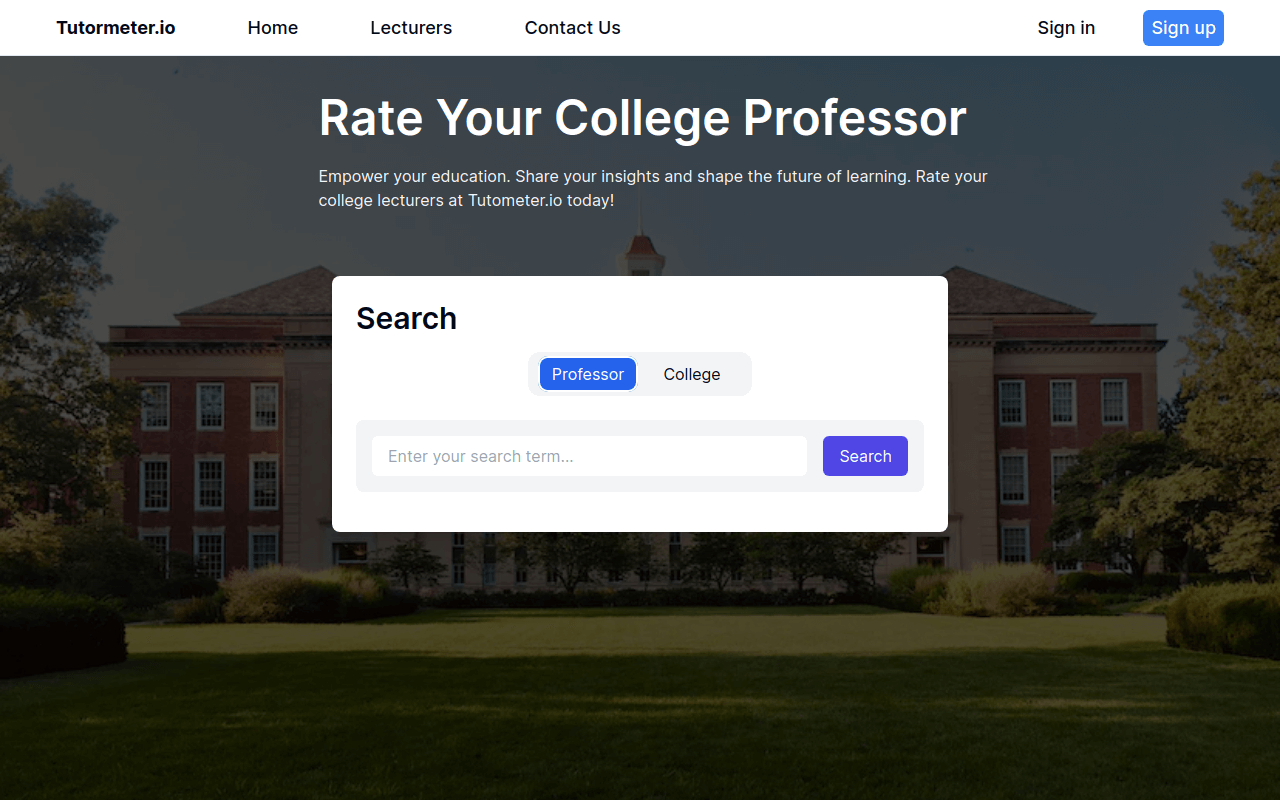 Tutormeter.io Home Lecturers Contact Us Sign in Sign up
Rate Your College Professor
Empower your education. Share your insights and shape the future of learning. Rate your
college lecturers at Tutometer.io today!
Search
Professor College
Enter your search term... Search